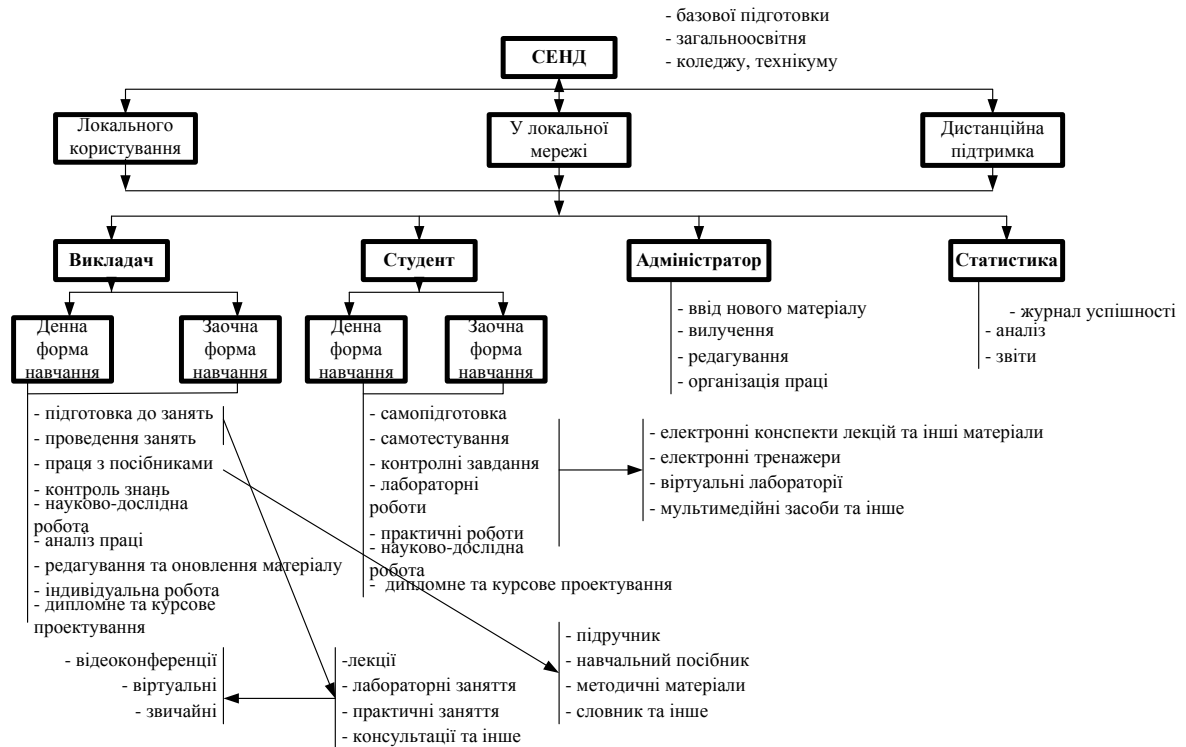 - базової підготовки
- загальноосвітня
- коледжу, технікуму
СЕНД
Локального
користування
У локальної
мережі
Дистанційна
підтримка
Викладач
Студент
Адміністратор
Статистика
Денна
форма
навчання
Заочна
форма
навчання
Денна
форма
навчання
Заочна
форма
навчання
- ввід нового матеріалу
- вилучення
- редагування
- організація праці
- журнал успішності
- аналіз
- звіти
- підготовка до занять
- проведення занять
- праця з посібниками
- контроль знань
- науково-дослідна
робота
- аналіз праці
- редагування та оновлення матеріалу
- індивідуальна робота
- дипломне та курсове
проектування
- самопідготовка
- самотестування
- контролні завдання
- лабораторні
роботи
- практичні роботи
- науково-дослідна
робота
- дипломне та курсове проектування
- електронні конспекти лекцій та інші матеріали
- електронні тренажери
- віртуальні лабораторії
- мультимедійні засоби та інше
- відеоконференції
- віртуальні
- звичайні
-лекції
- лабораторні заняття
- практичні заняття
- консультації та інше
- підручник
- навчальний посібник
- методичні матеріали
- словник та інше